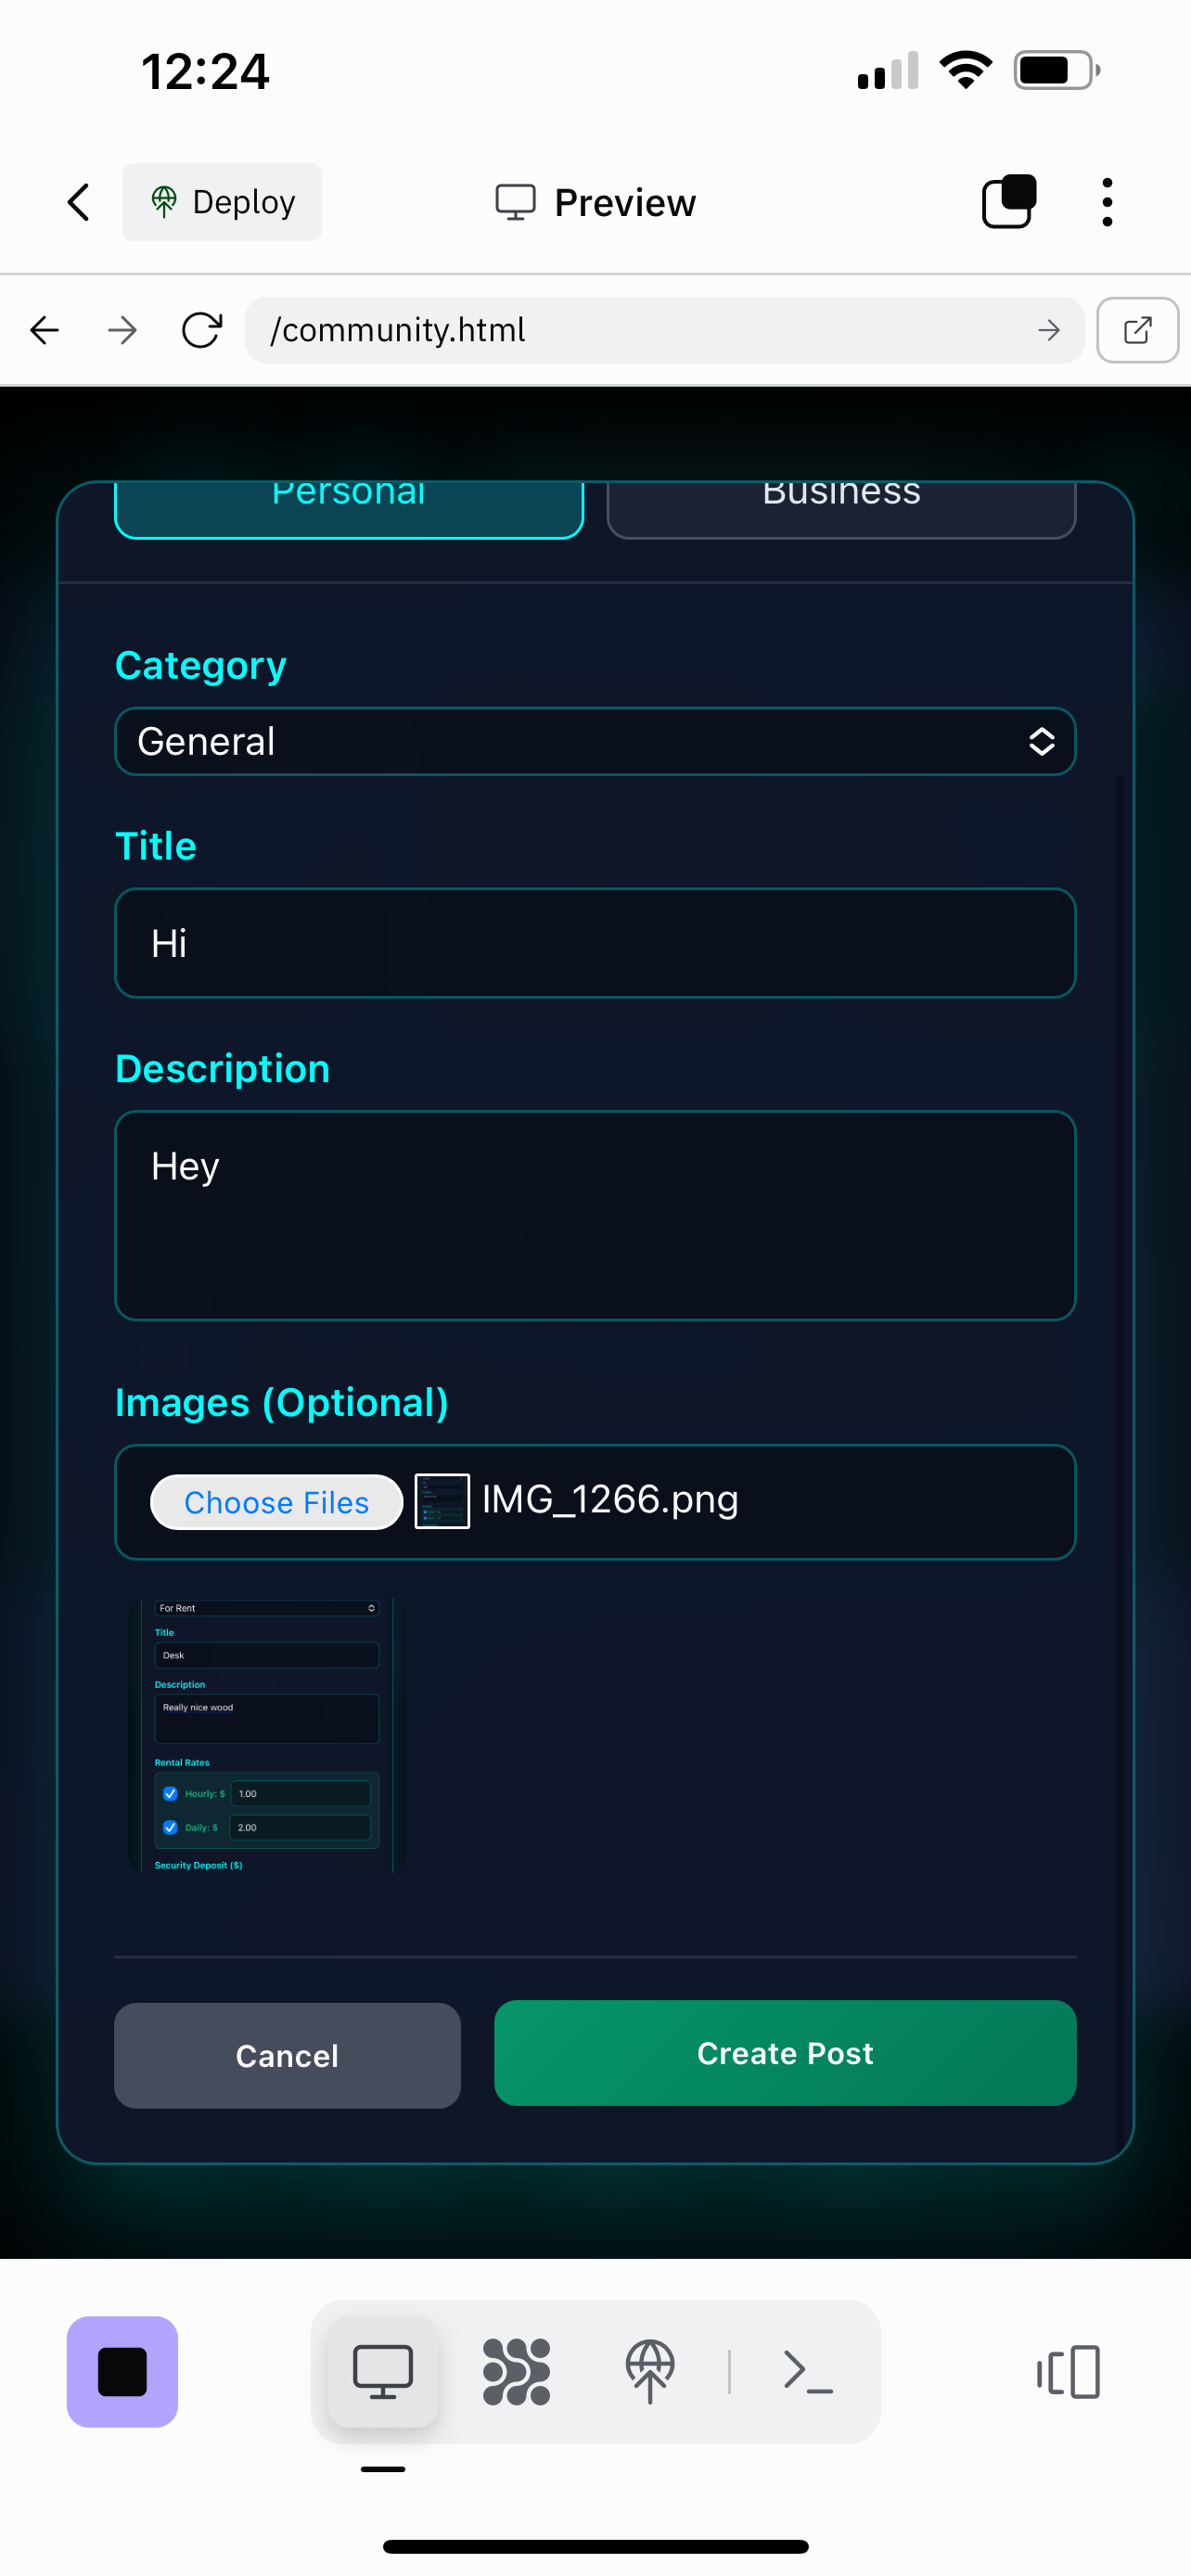 12:24
Deploy
Preview
/community.html
Personal
Business
Category
General
Title
Hi
Description
Hey
Images (Optional)
Choose Files
IMG_1266.png
For Rent
Title
Desk
Description
Really nice wood
Rental Rates
Hourly: $ 1.00
Daily: $ 2.00
Security Deposit ($)
Cancel
Create Post